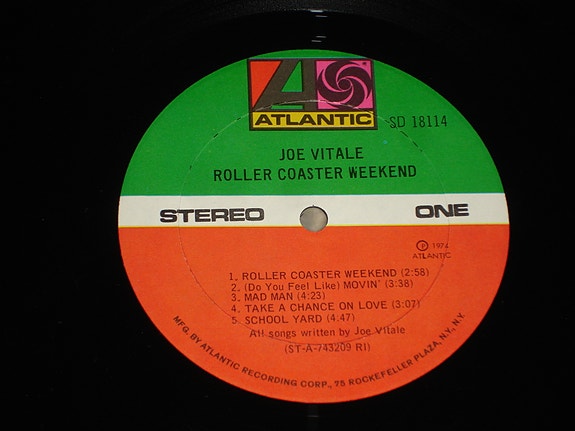 ATLANTIC
SD 18114
JOE VITALE
ROLLER COASTER WEEKEND
STEREO ONE
℗ 1974
ATLANTIC
1. ROLLER COASTER WEEKEND (2:58)
2. (Do You Feel Like) MOVIN' (3:38)
3. MAD MAN (4:23)
4. TAKE A CHANCE ON LOVE (3:07)
5. SCHOOL YARD (4:47)
All songs written by Joe Vitale
(ST-A-743209 RI)
MFG. BY ATLANTIC RECORDING CORP., 75 ROCKEFELLER PLAZA, N.Y., N.Y.